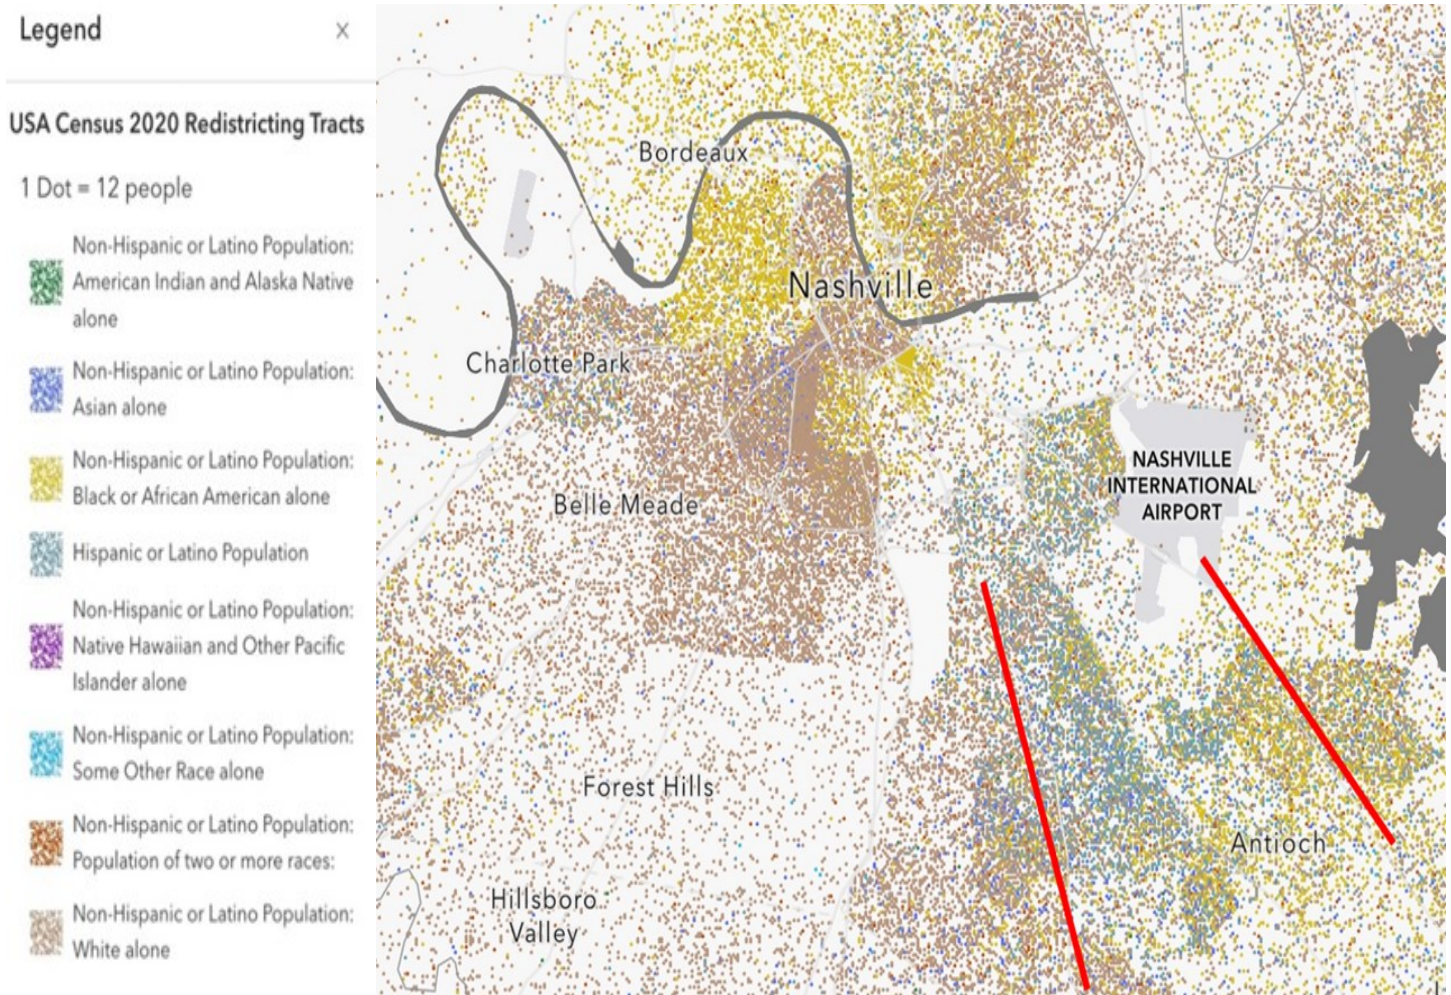 Legend
×
USA Census 2020 Redistricting Tracts
1 Dot = 12 people
Non-Hispanic or Latino Population:
American Indian and Alaska Native
alone
Non-Hispanic or Latino Population:
Asian alone
Non-Hispanic or Latino Population:
Black or African American alone
Hispanic or Latino Population
Non-Hispanic or Latino Population:
Native Hawaiian and Other Pacific
Islander alone
Non-Hispanic or Latino Population:
Some Other Race alone
Non-Hispanic or Latino Population:
Population of two or more races:
Non-Hispanic or Latino Population:
White alone
Bordeaux
Nashville
Charlotte Park
Belle Meade
NASHVILLE
INTERNATIONAL
AIRPORT
Forest Hills
Antioch
Hillsboro
Valley